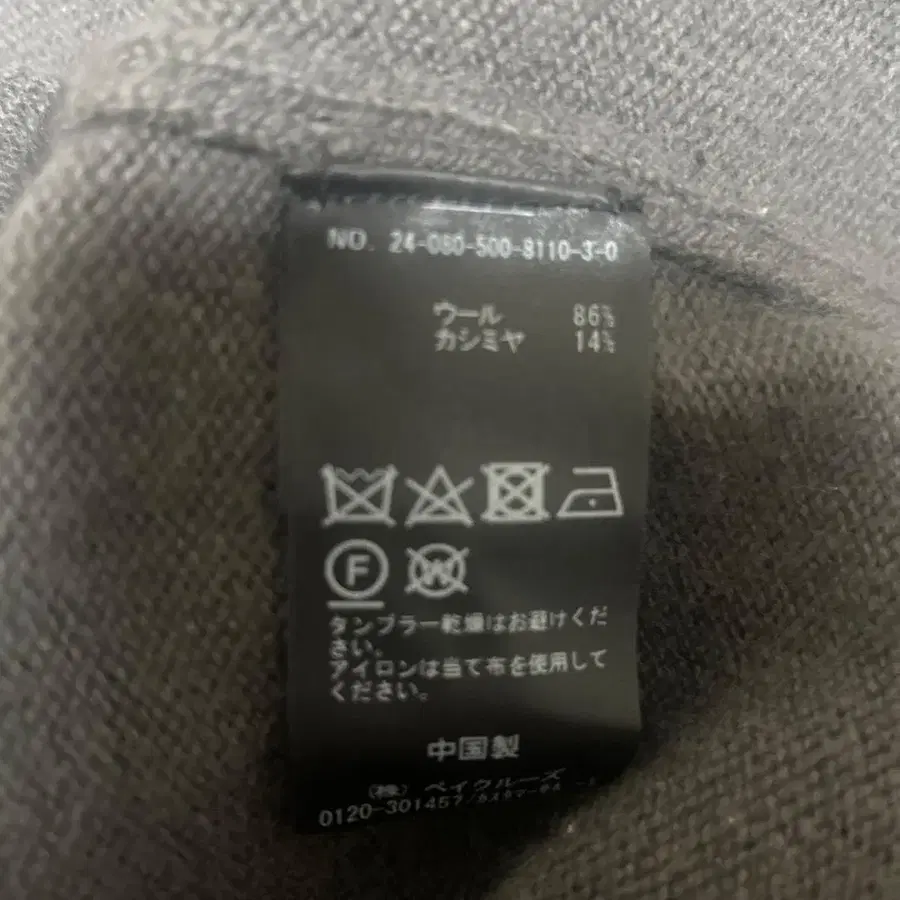 NO. 24-080-500-8110-3-0
ウール 86%
カシミヤ 14%
F W
タンブラー乾燥はお避けくだ
さい。
アイロンは当て布を使用して
ください。
中国製
(株) ベイクルーズ
0120-301457